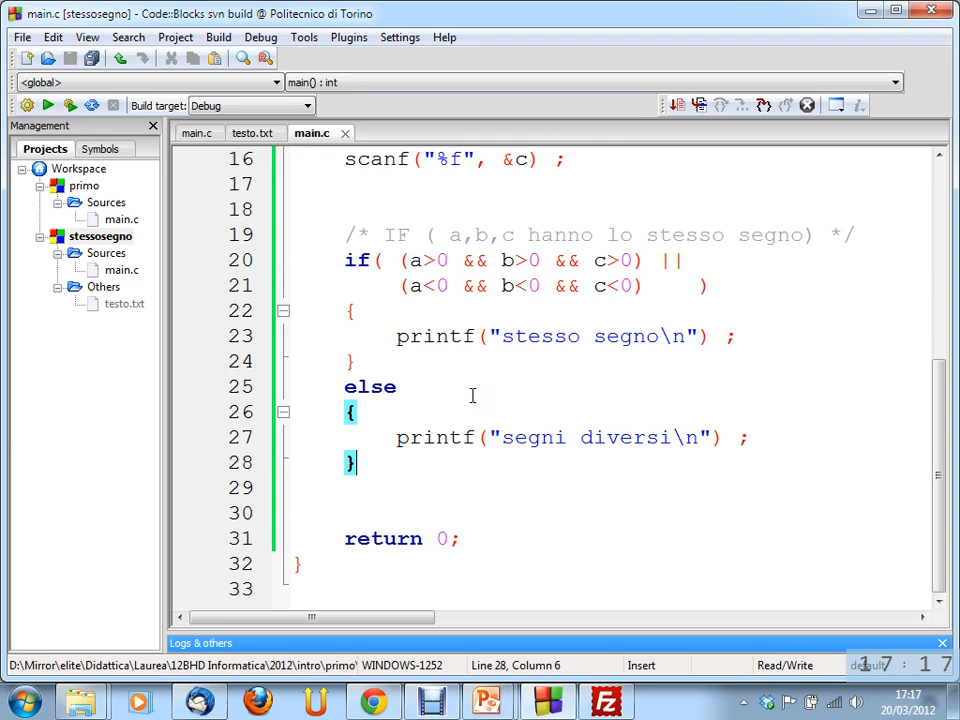 main.c [stessosegno] - Code::Blocks svn build @ Politecnico di Torino
File Edit View Search Project Build Debug Tools Plugins Settings Help
<global> main() : int
Build target: Debug
Management
main.c testo.txt main.c
Projects Symbols
Workspace
primo
Sources
main.c
stessosegno
Sources
main.c
Others
testo.txt
16 scanf("%f", &c) ;
17
18
19 /* IF ( a,b,c hanno lo stesso segno) */
20 if( (a>0 && b>0 && c>0) ||
21 (a<0 && b<0 && c<0) )
22 {
23 printf("stesso segno\n") ;
24 }
25 else
26 {
27 printf("segni diversi\n") ;
28 }
29
30
31 return 0;
32 }
33
Logs & others
D:\Mirror\elite\Didattica\Laurea\12BHD Informatica\2012\intro\primo\ WINDOWS-1252 Line 28, Column 6 Insert Read/Write default
17:17
17:17
20/03/2012